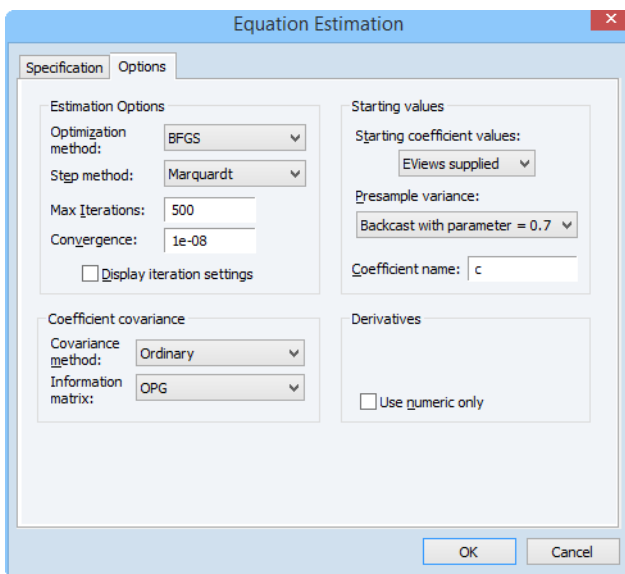 Equation Estimation
Specification
Options
Estimation Options
Optimization method:
BFGS
Step method:
Marquardt
Max Iterations:
500
Convergence:
1e-08
Display iteration settings
Starting values
Starting coefficient values:
EViews supplied
Presample variance:
Backcast with parameter = 0.7
Coefficient name:
c
Coefficient covariance
Covariance method:
Ordinary
Information matrix:
OPG
Derivatives
Use numeric only
OK
Cancel